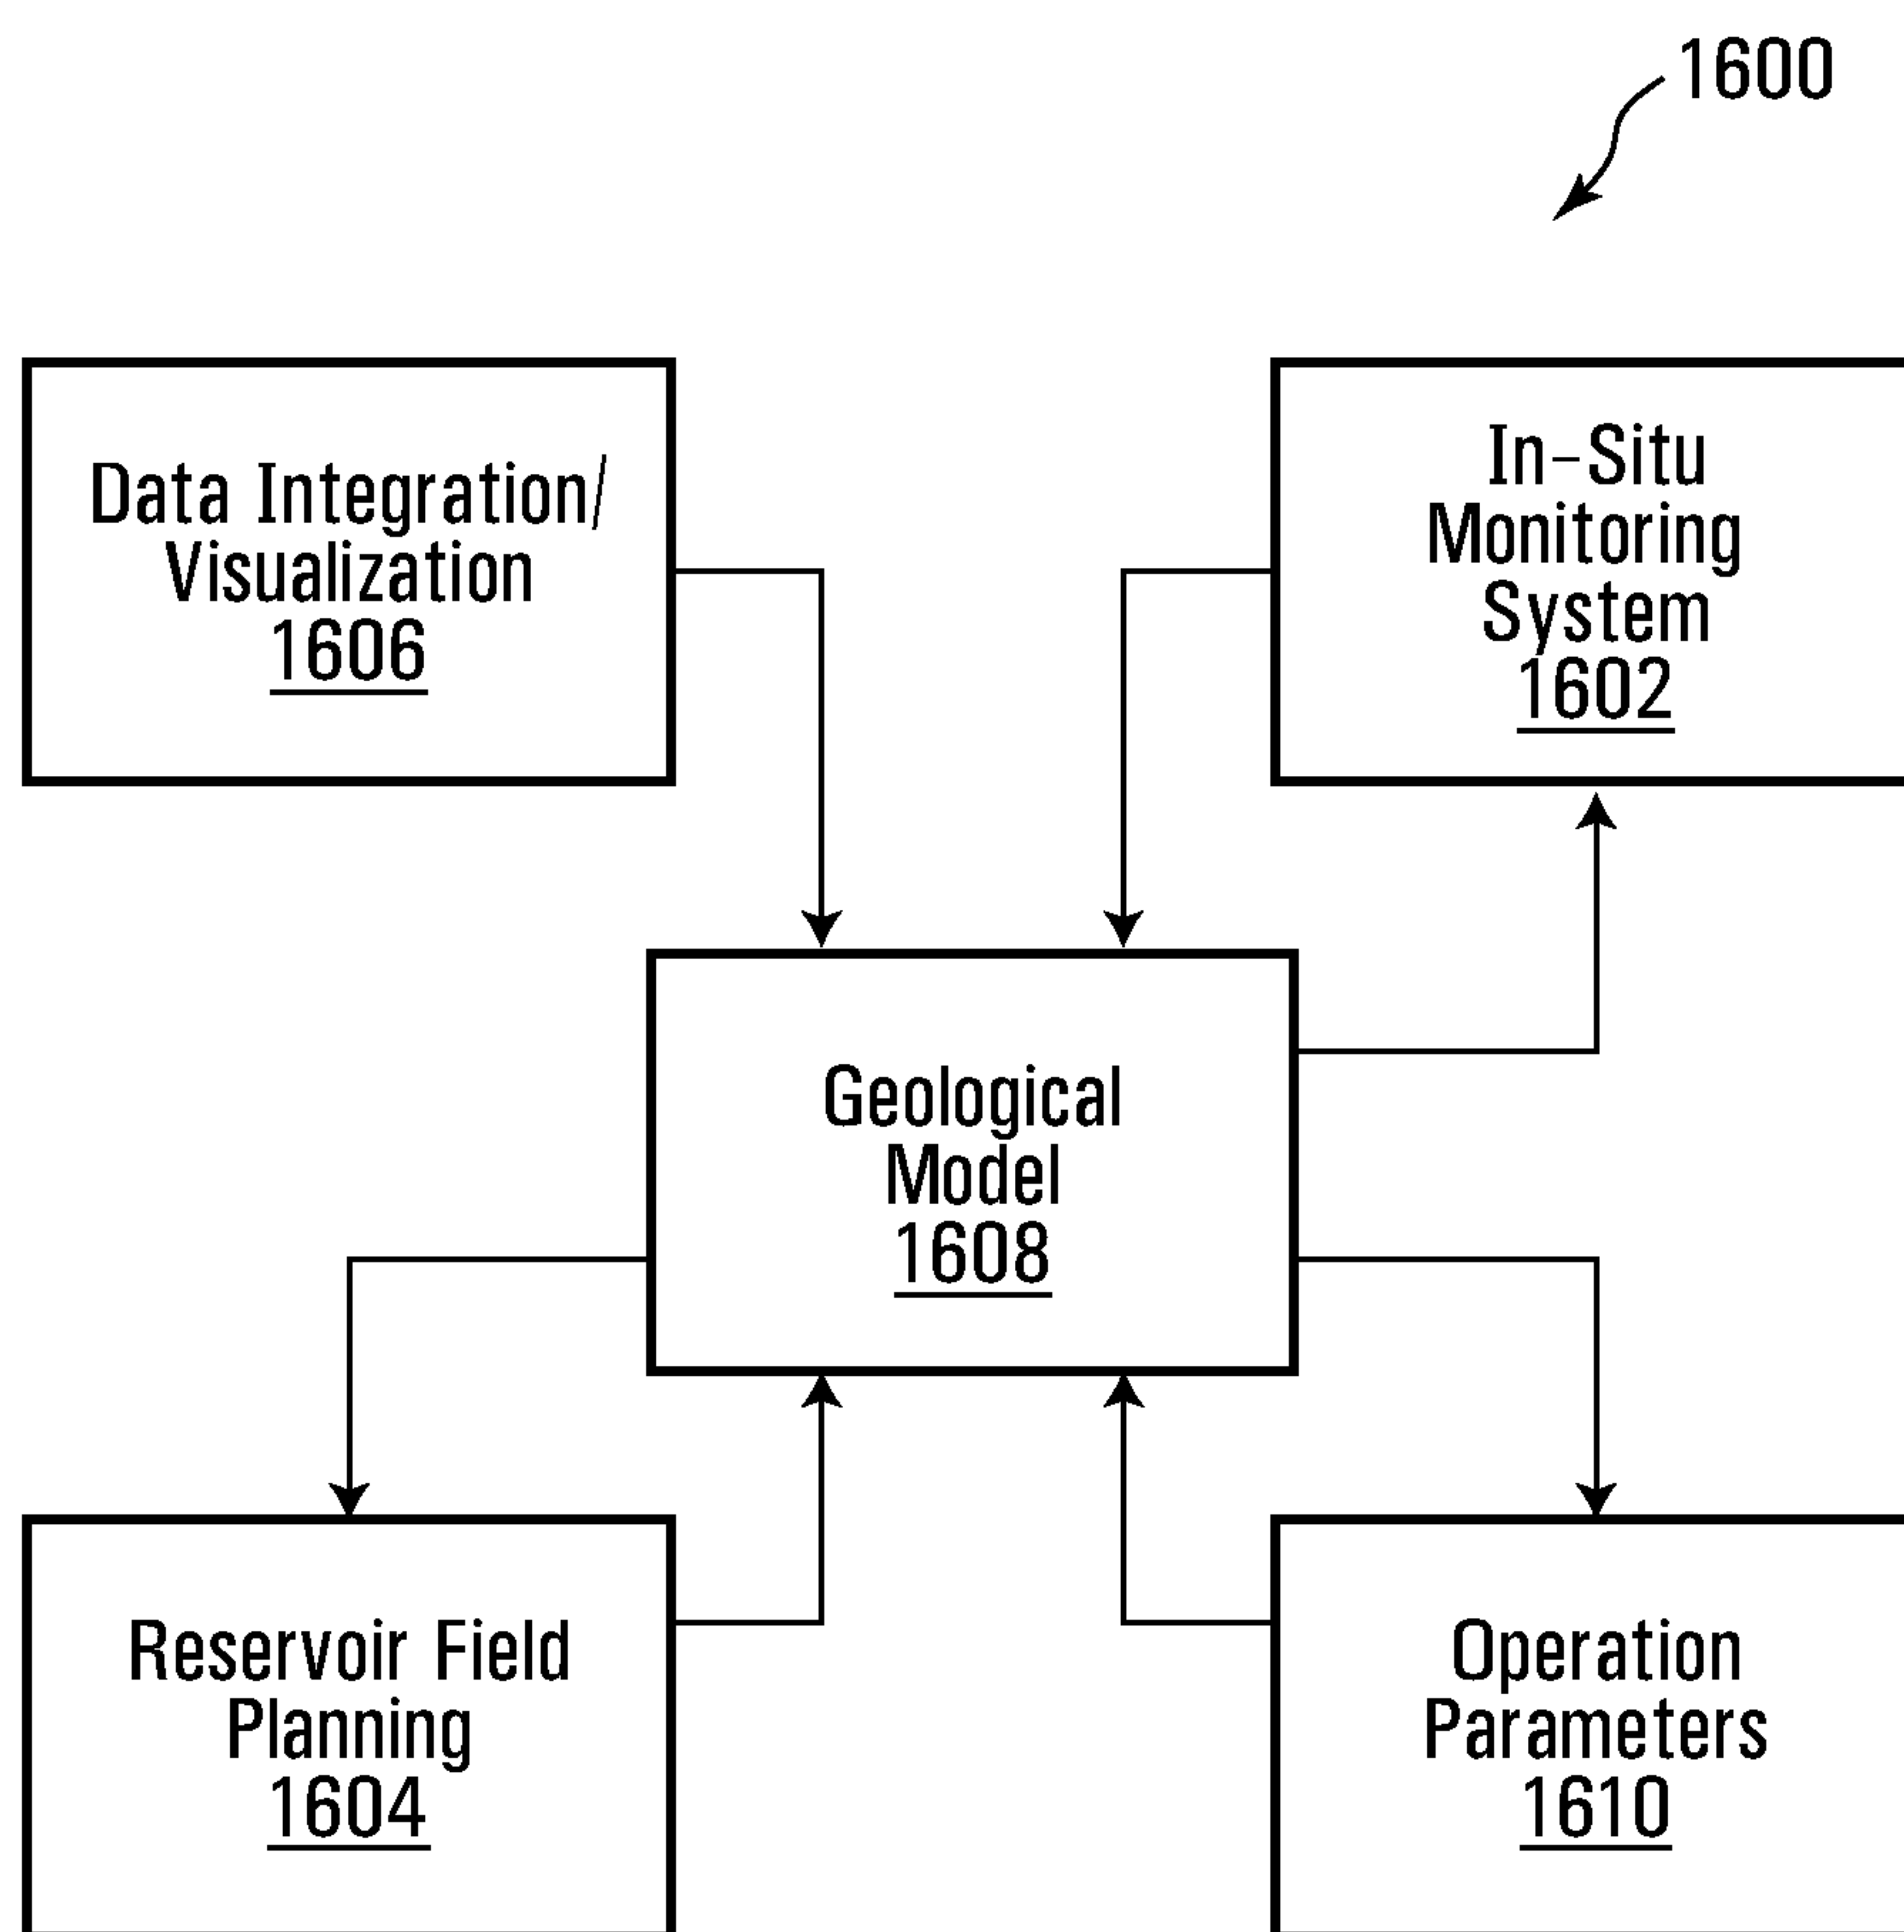 1600
Data Integration/
Visualization
1606
In-Situ
Monitoring
System
1602
Geological
Model
1608
Reservoir Field
Planning
1604
Operation
Parameters
1610